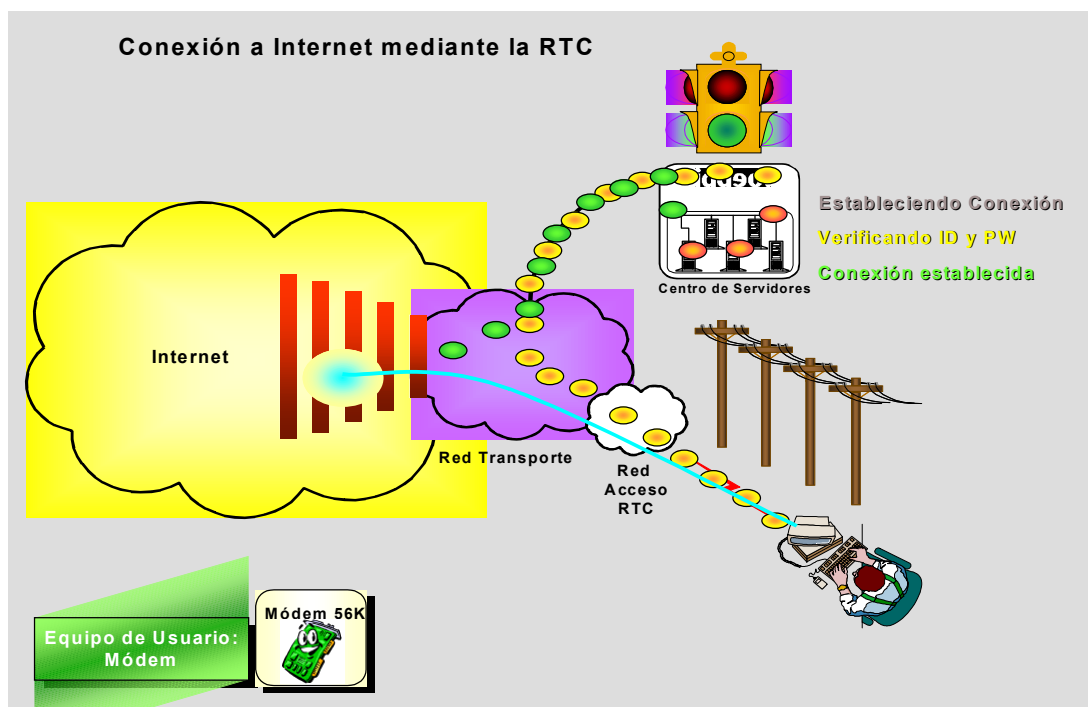 Conexión a Internet mediante la RTC
Estableciendo Conexión
Verificando ID y PW
Conexión establecida
Centro de Servidores
Internet
Red Transporte
Red
Acceso
RTC
Módem 56K
Equipo de Usuario:
Módem